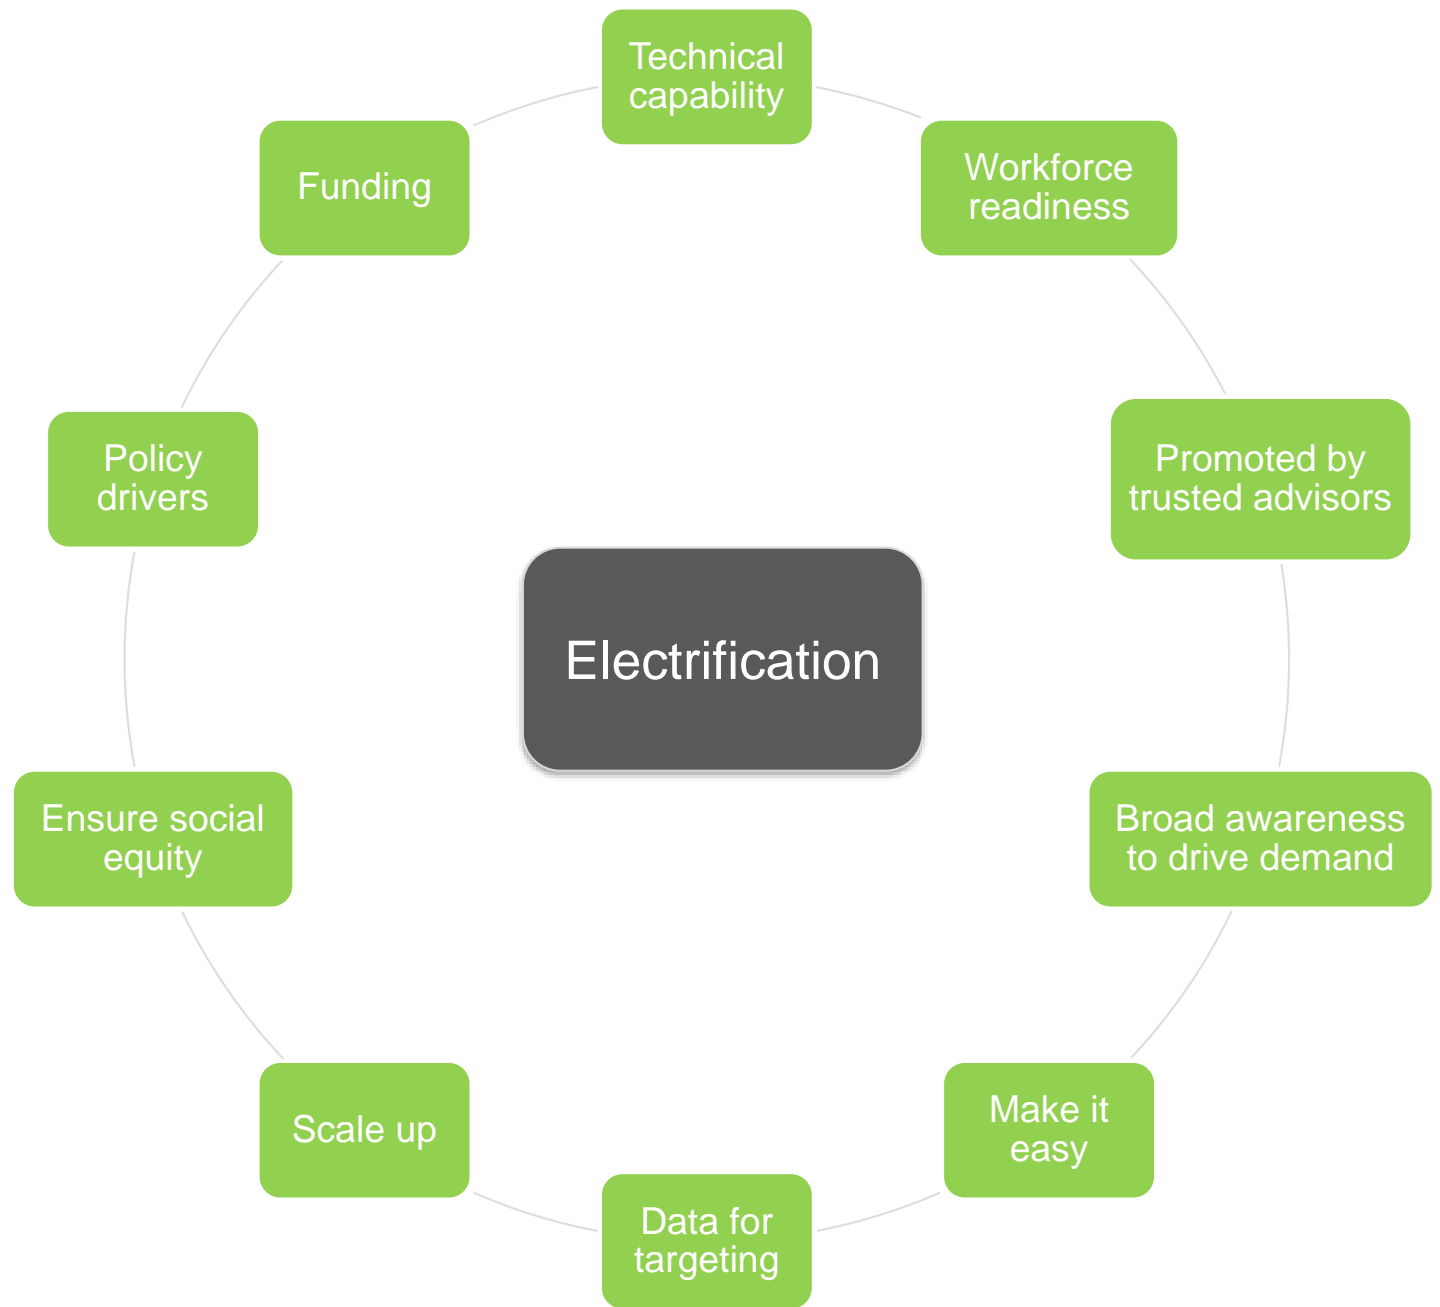 Technical
capability
Workforce
readiness
Promoted by
trusted advisors
Broad awareness
to drive demand
Make it
easy
Data for
targeting
Scale up
Ensure social
equity
Policy
drivers
Funding
Electrification